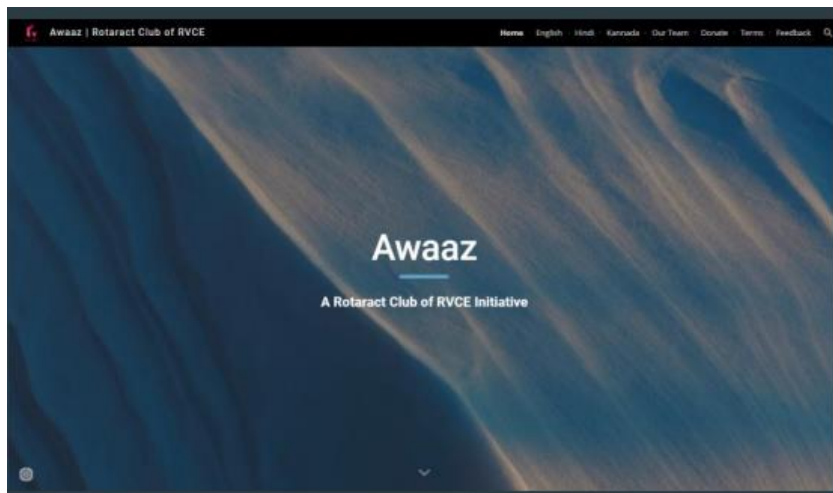 Awaaz | Rotaract Club of RVCE
Home English Hindi Kannada Our Team Donate Terms Feedback
Awaaz
A Rotaract Club of RVCE Initiative